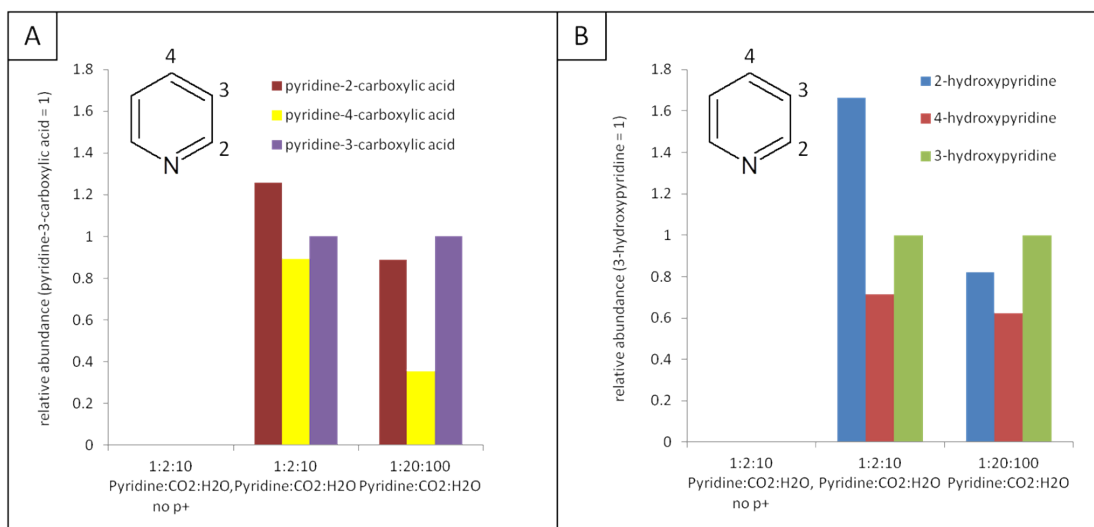 A
4
3
2
N
1.8
1.6
1.4
1.2
1
0.8
0.6
0.4
0.2
0
relative abundance (pyridine-3-carboxylic acid = 1)
pyridine-2-carboxylic acid
pyridine-4-carboxylic acid
pyridine-3-carboxylic acid
1:2:10 1:2:10 1:20:100
Pyridine:CO2:H2O, Pyridine:CO2:H2O Pyridine:CO2:H2O
no p+
B
4
3
2
N
1.8
1.6
1.4
1.2
1
0.8
0.6
0.4
0.2
0
relative abundance (3-hydroxypyridine = 1)
2-hydroxypyridine
4-hydroxypyridine
3-hydroxypyridine
1:2:10 1:2:10 1:20:100
Pyridine:CO2:H2O, Pyridine:CO2:H2O Pyridine:CO2:H2O
no p+